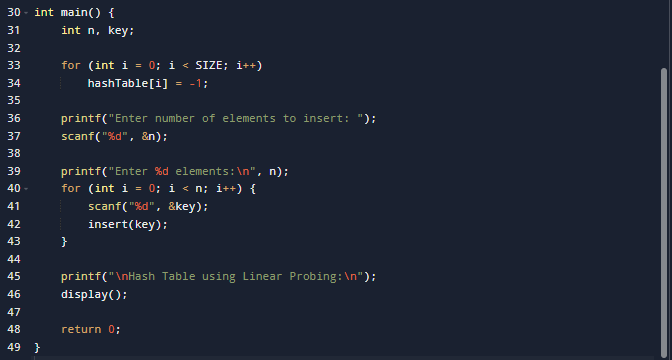 30 int main() {
31     int n, key;
32
33     for (int i = 0; i < SIZE; i++)
34         hashTable[i] = -1;
35
36     printf("Enter number of elements to insert: ");
37     scanf("%d", &n);
38
39     printf("Enter %d elements:\n", n);
40     for (int i = 0; i < n; i++) {
41         scanf("%d", &key);
42         insert(key);
43     }
44
45     printf("\nHash Table using Linear Probing:\n");
46     display();
47
48     return 0;
49 }